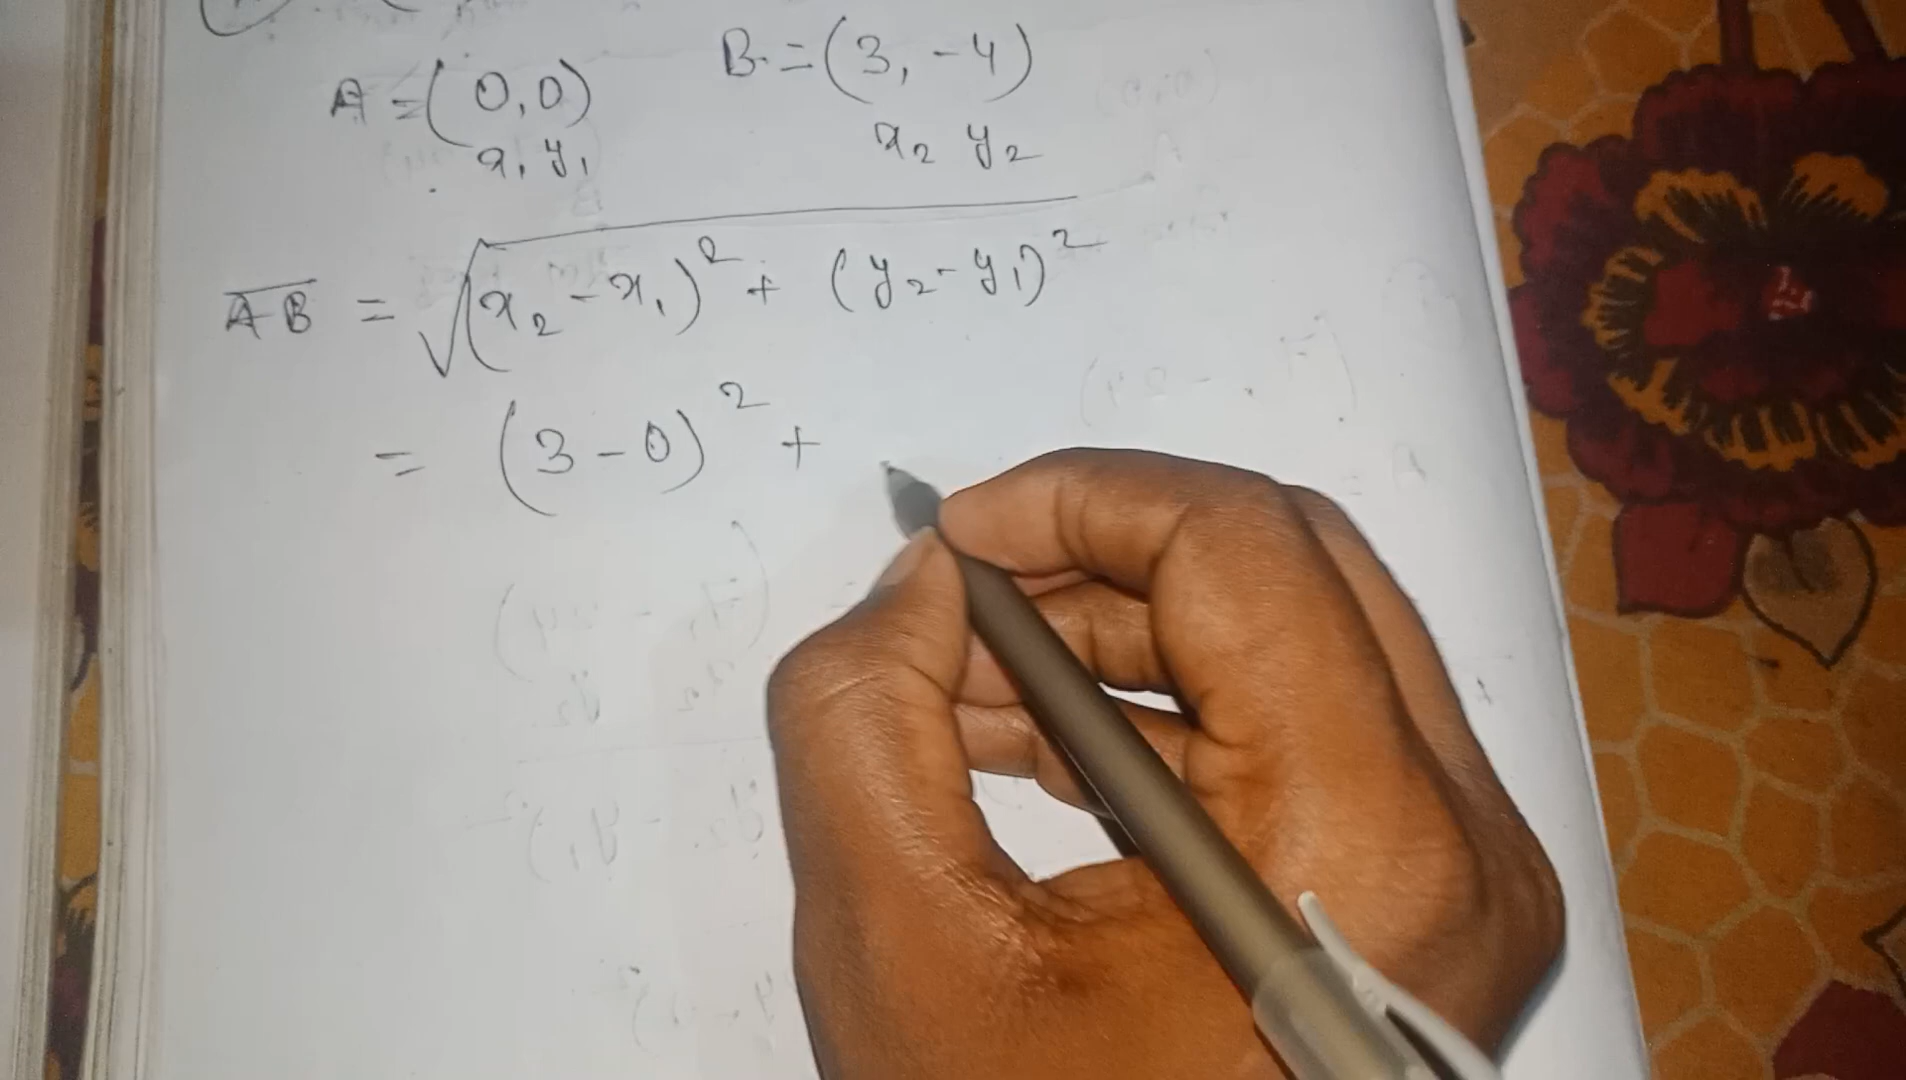 A = (0,0) B = (3, -4)
x₁ y₁ x₂ y₂
AB = √(x₂ - x₁)² + (y₂ - y₁)²
= (3 - 0)² +